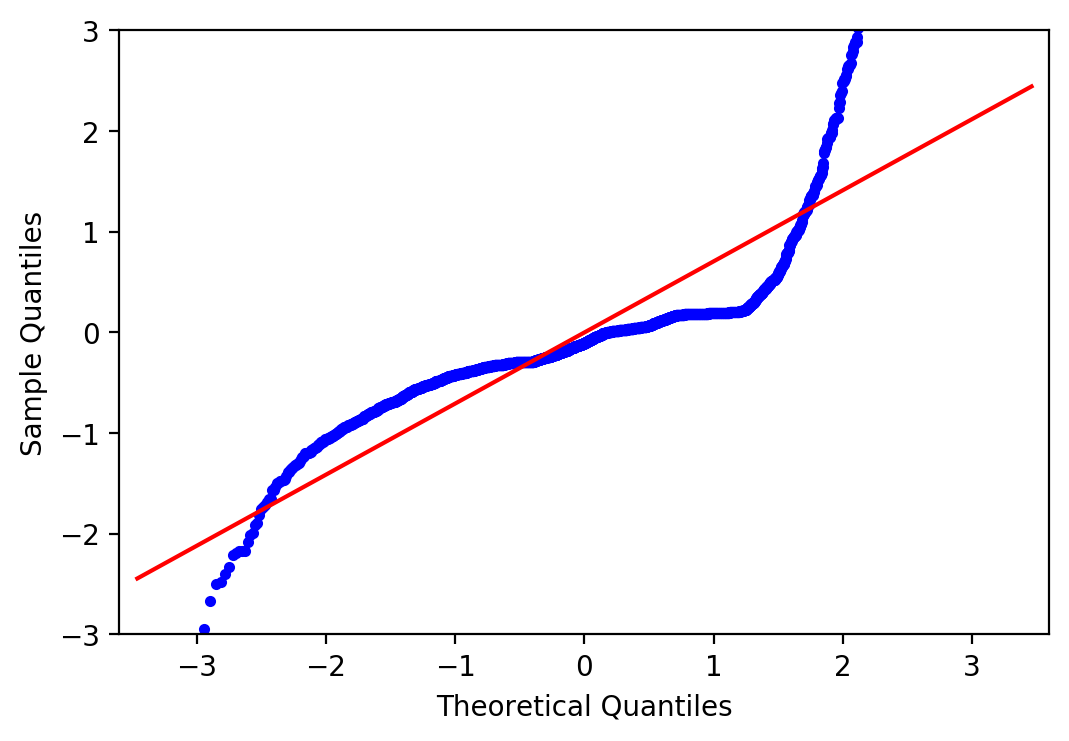 3
2
1
0
−1
−2
−3
Sample Quantiles
−3 −2 −1 0 1 2 3
Theoretical Quantiles